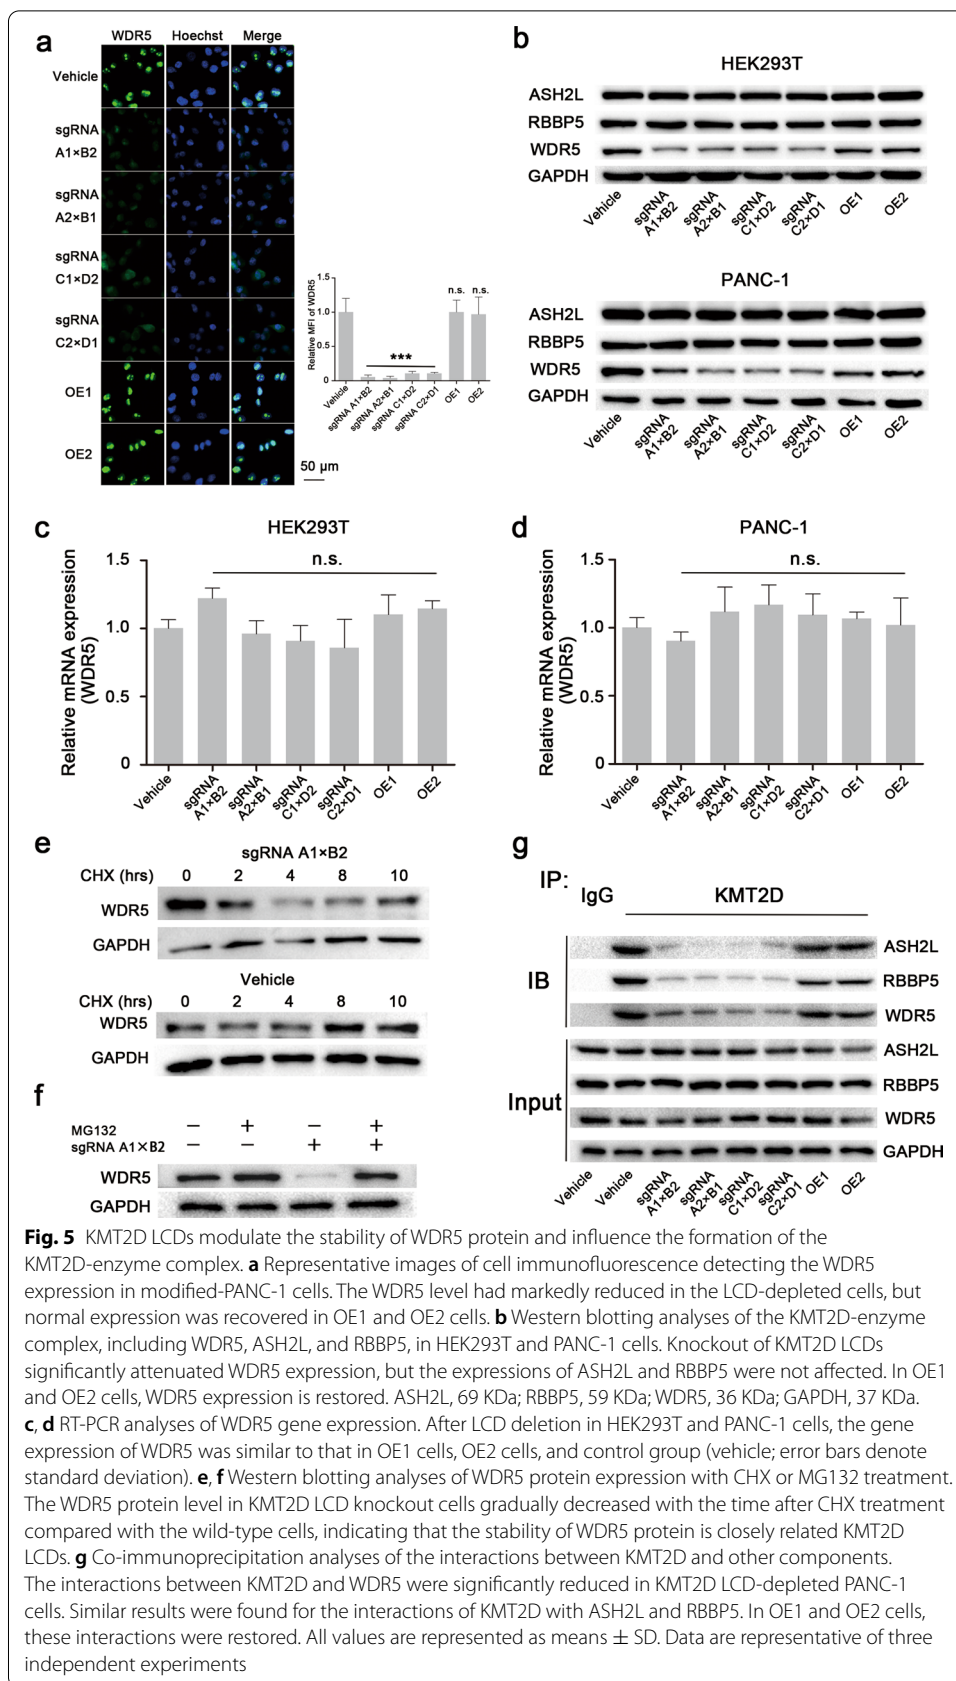 a
WDR5 Hoechst Merge
Vehicle
sgRNA
A1×B2
sgRNA
A2×B1
sgRNA
C1×D2
sgRNA
C2×D1
OE1
OE2
50 μm
Relative MFI of WDR5
1.5
1.0
0.5
0
***
n.s. n.s.
Vehicle
sgRNA A1×B2
sgRNA A2×B1
sgRNA C1×D2
sgRNA C2×D1
OE1
OE2
b
HEK293T
ASH2L
RBBP5
WDR5
GAPDH
Vehicle
sgRNA
A1×B2
sgRNA
A2×B1
sgRNA
C1×D2
sgRNA
C2×D1
OE1
OE2
PANC-1
ASH2L
RBBP5
WDR5
GAPDH
Vehicle
sgRNA
A1×B2
sgRNA
A2×B1
sgRNA
C1×D2
sgRNA
C2×D1
OE1
OE2
c
HEK293T
Relative mRNA expression
(WDR5)
1.5
1.0
0.5
0
n.s.
Vehicle
sgRNA
A1×B2
sgRNA
A2×B1
sgRNA
C1×D2
sgRNA
C2×D1
OE1
OE2
d
PANC-1
Relative mRNA expression
(WDR5)
1.5
1.0
0.5
0
n.s.
Vehicle
sgRNA
A1×B2
sgRNA
A2×B1
sgRNA
C1×D2
sgRNA
C2×D1
OE1
OE2
e
sgRNA A1×B2
CHX (hrs) 0 2 4 8 10
WDR5
GAPDH
Vehicle
CHX (hrs) 0 2 4 8 10
WDR5
GAPDH
f
MG132 − + − +
sgRNA A1×B2 − − + +
WDR5
GAPDH
g
IP:
IgG KMT2D
IB
ASH2L
RBBP5
WDR5
Input
ASH2L
RBBP5
WDR5
GAPDH
Vehicle
Vehicle
sgRNA
A1×B2
sgRNA
A2×B1
sgRNA
C1×D2
sgRNA
C2×D1
OE1
OE2
Fig. 5 KMT2D LCDs modulate the stability of WDR5 protein and influence the formation of the
KMT2D-enzyme complex. a Representative images of cell immunofluorescence detecting the WDR5
expression in modified-PANC-1 cells. The WDR5 level had markedly reduced in the LCD-depleted cells, but
normal expression was recovered in OE1 and OE2 cells. b Western blotting analyses of the KMT2D-enzyme
complex, including WDR5, ASH2L, and RBBP5, in HEK293T and PANC-1 cells. Knockout of KMT2D LCDs
significantly attenuated WDR5 expression, but the expressions of ASH2L and RBBP5 were not affected. In OE1
and OE2 cells, WDR5 expression is restored. ASH2L, 69 KDa; RBBP5, 59 KDa; WDR5, 36 KDa; GAPDH, 37 KDa.
c, d RT-PCR analyses of WDR5 gene expression. After LCD deletion in HEK293T and PANC-1 cells, the gene
expression of WDR5 was similar to that in OE1 cells, OE2 cells, and control group (vehicle; error bars denote
standard deviation). e, f Western blotting analyses of WDR5 protein expression with CHX or MG132 treatment.
The WDR5 protein level in KMT2D LCD knockout cells gradually decreased with the time after CHX treatment
compared with the wild-type cells, indicating that the stability of WDR5 protein is closely related KMT2D
LCDs. g Co-immunoprecipitation analyses of the interactions between KMT2D and other components.
The interactions between KMT2D and WDR5 were significantly reduced in KMT2D LCD-depleted PANC-1
cells. Similar results were found for the interactions of KMT2D with ASH2L and RBBP5. In OE1 and OE2 cells,
these interactions were restored. All values are represented as means ± SD. Data are representative of three
independent experiments